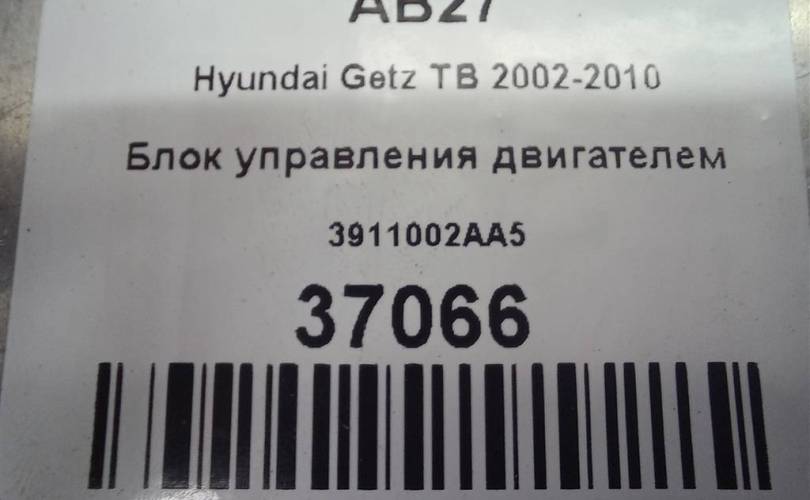 AB27
Hyundai Getz TB 2002-2010
Блок управления двигателем
3911002AA5
37066